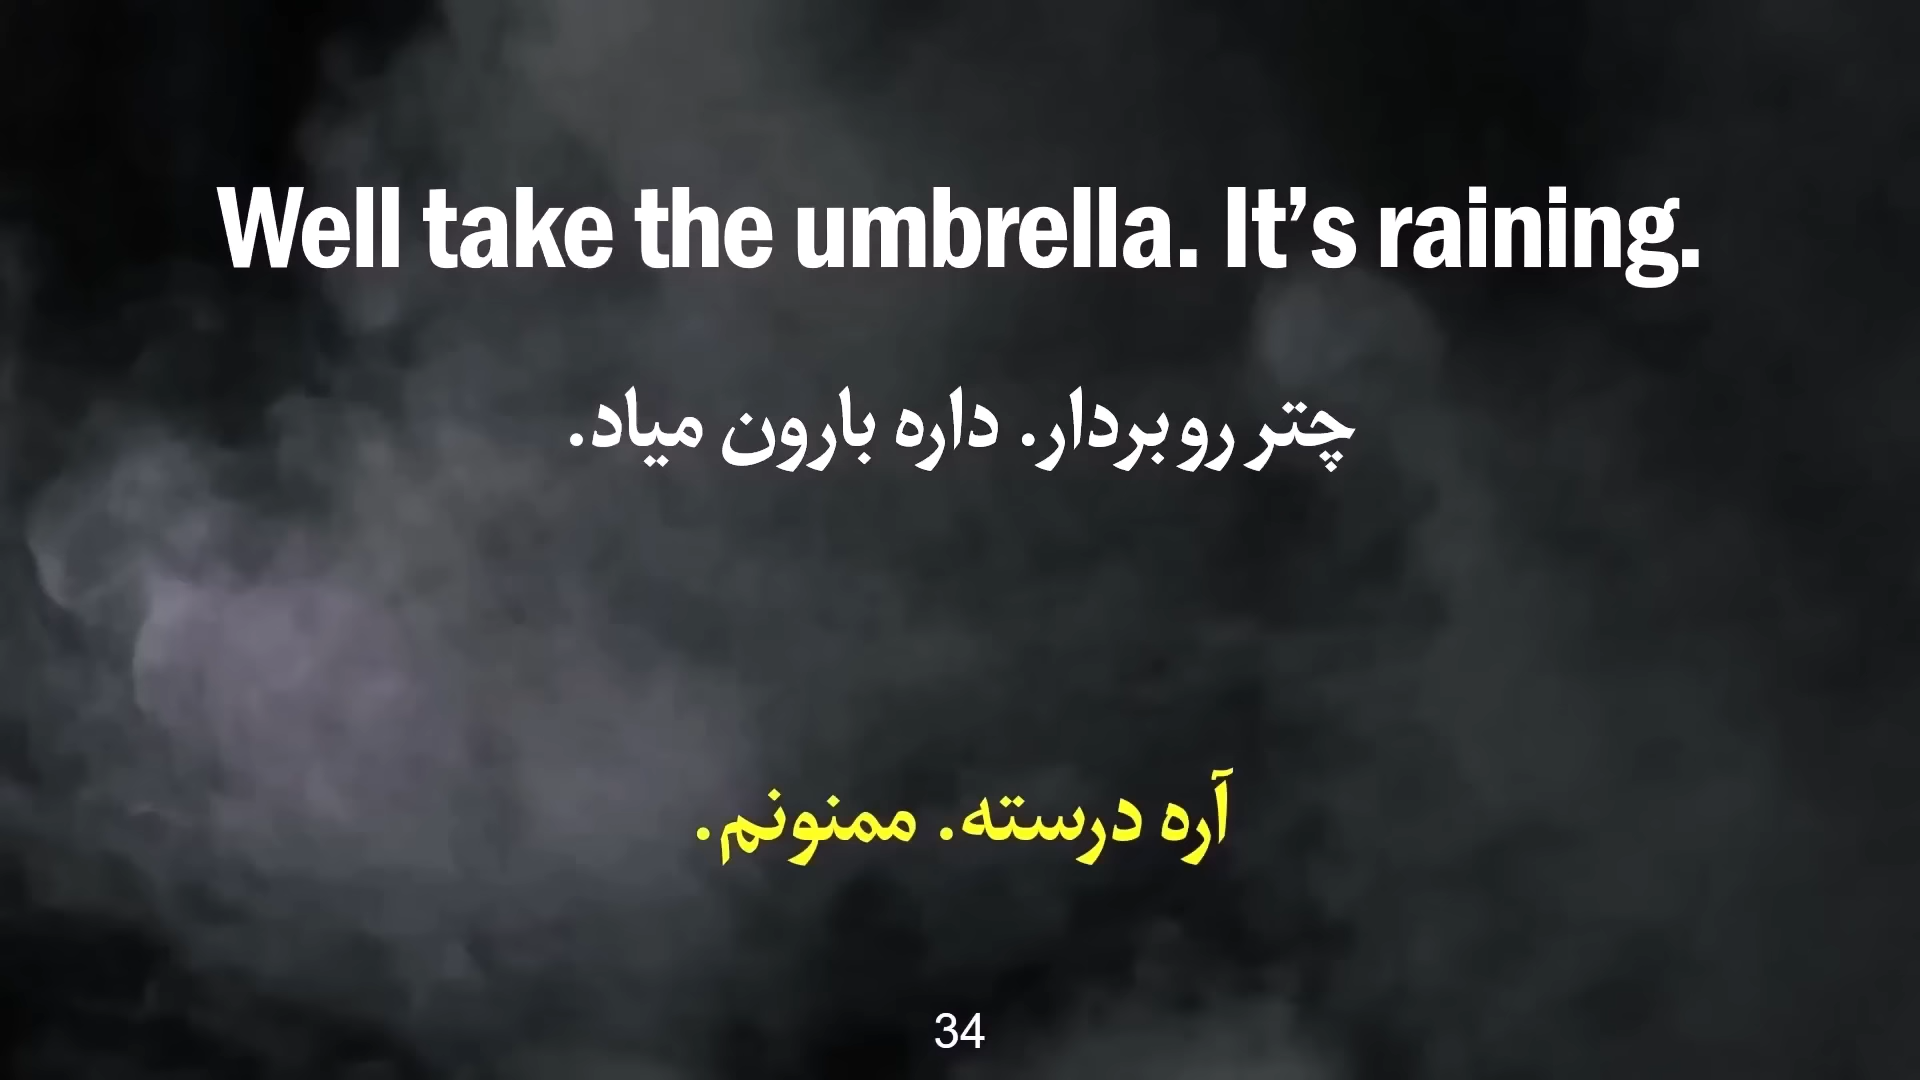 Well take the umbrella. It’s raining.
چتر رو بردار. داره بارون میاد.
آره درسته. ممنونم.
34